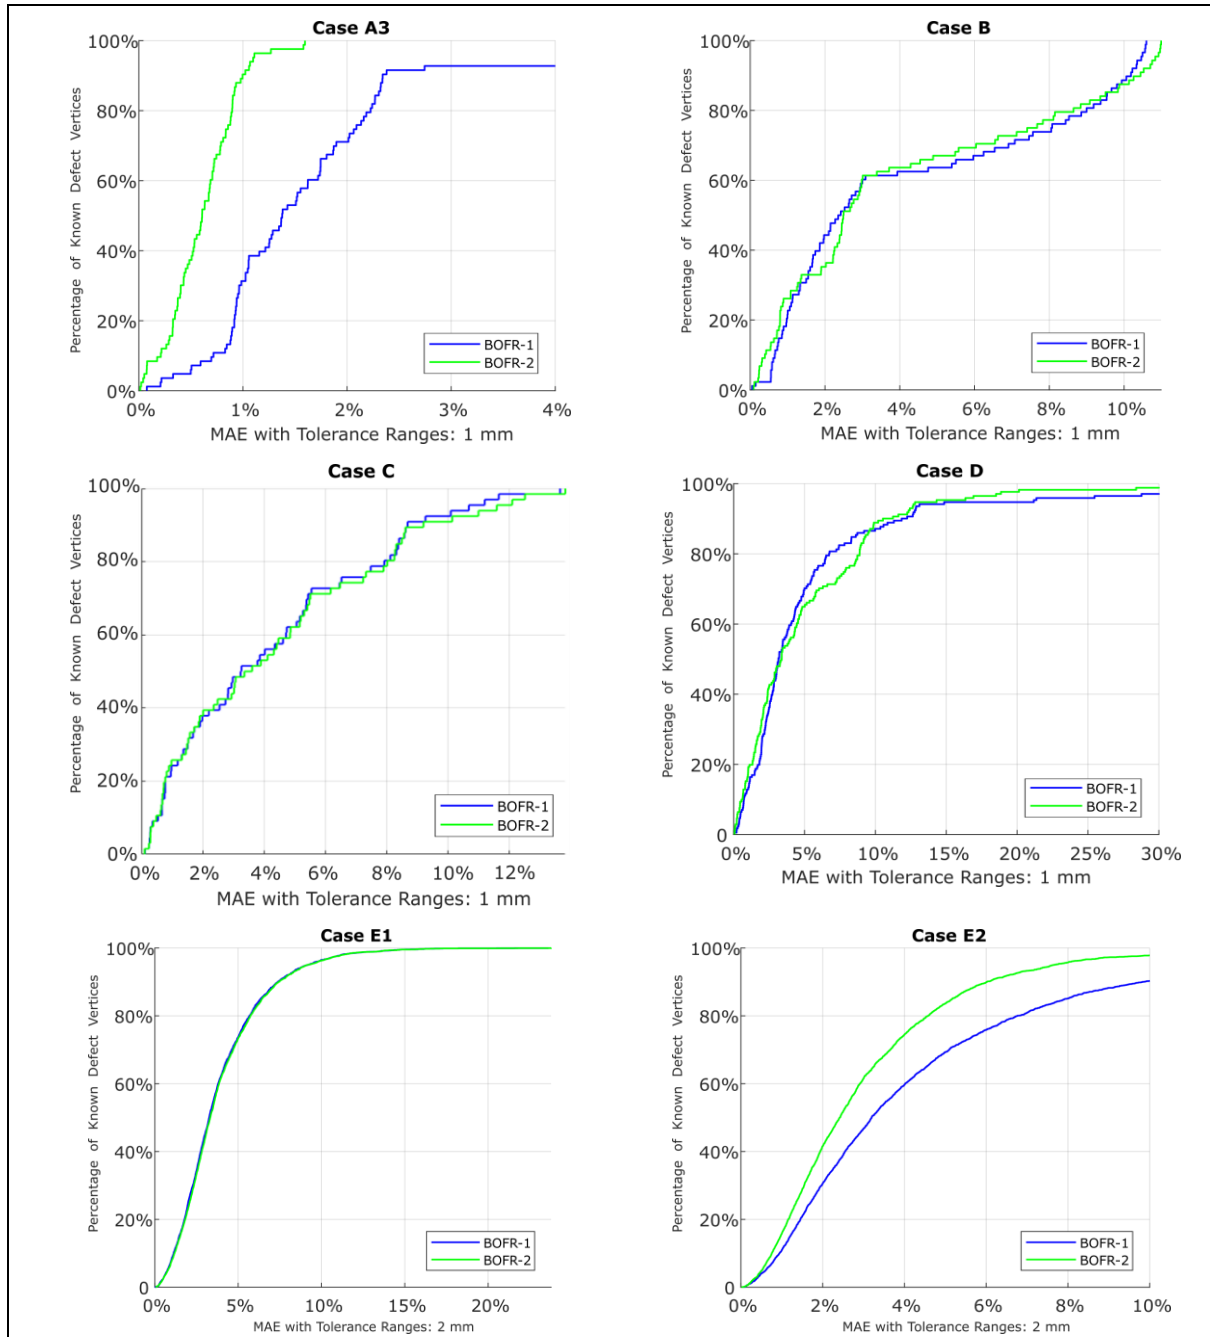 Case A3
Percentage of Known Defect Vertices
100%
80%
60%
40%
20%
0%
BOFR-1
BOFR-2
0% 1% 2% 3% 4%
MAE with Tolerance Ranges: 1 mm
Case B
Percentage of Known Defect Vertices
100%
80%
60%
40%
20%
0%
BOFR-1
BOFR-2
0% 2% 4% 6% 8% 10%
MAE with Tolerance Ranges: 1 mm
Case C
Percentage of Known Defect Vertices
100%
80%
60%
40%
20%
0%
BOFR-1
BOFR-2
0% 2% 4% 6% 8% 10% 12%
MAE with Tolerance Ranges: 1 mm
Case D
Percentage of Known Defect Vertices
100%
80%
60%
40%
20%
0
BOFR-1
BOFR-2
0% 5% 10% 15% 20% 25% 30%
MAE with Tolerance Ranges: 1 mm
Case E1
Percentage of Known Defect Vertices
100%
80%
60%
40%
20%
0
BOFR-1
BOFR-2
0% 5% 10% 15% 20%
MAE with Tolerance Ranges: 2 mm
Case E2
Percentage of Known Defect Vertices
100%
80%
60%
40%
20%
0
BOFR-1
BOFR-2
0% 2% 4% 6% 8% 10%
MAE with Tolerance Ranges: 2 mm